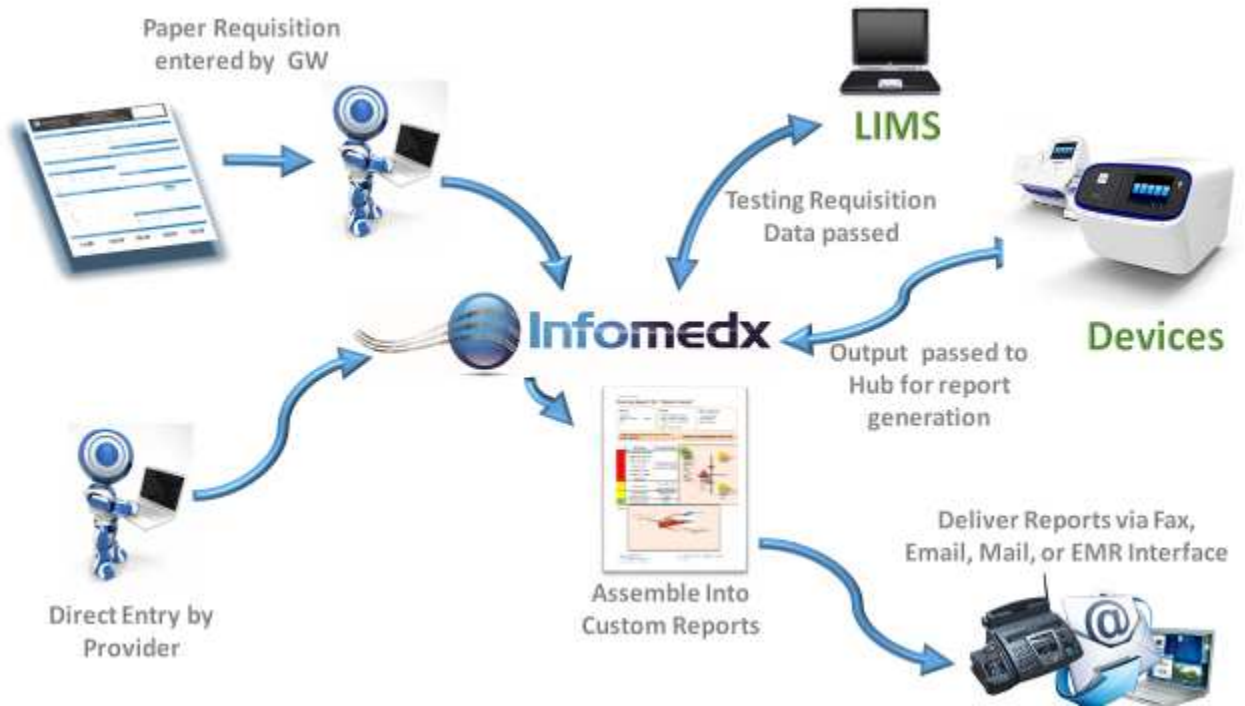 Paper Requisition
entered by GW
LIMS
Testing Requisition
Data passed
Infomedx
Devices
Output passed to
Hub for report
generation
Direct Entry by
Provider
Assemble Into
Custom Reports
Deliver Reports via Fax,
Email, Mail, or EMR Interface
@